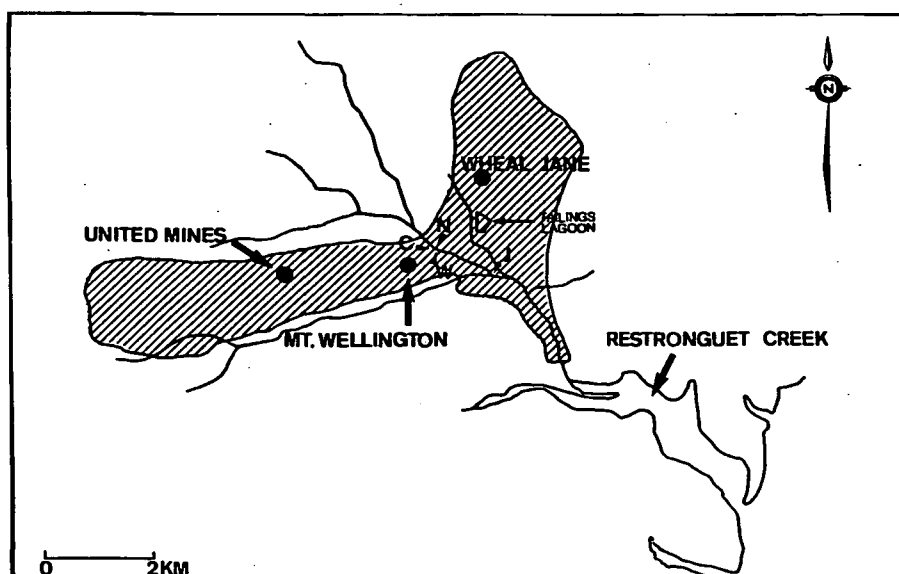 N
WHEAL JANE
TAILINGS
LAGOON
UNITED MINES
C
N
D
J
W
MT. WELLINGTON
RESTRONGUET CREEK
0 2KM